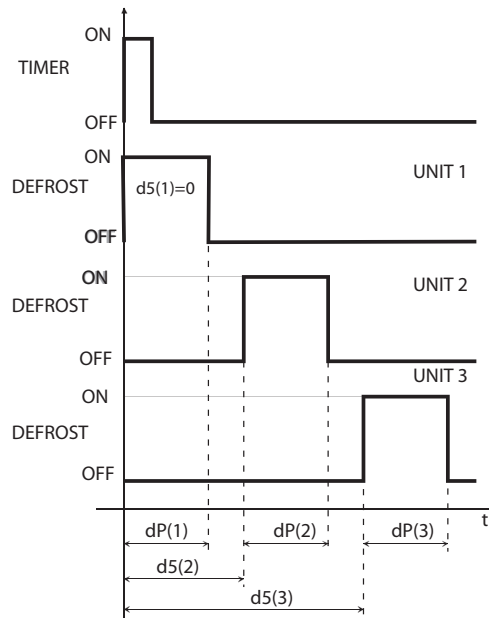 ON
TIMER
OFF
ON
UNIT 1
DEFROST
d5(1)=0
OFF
ON
UNIT 2
DEFROST
OFF
UNIT 3
ON
DEFROST
OFF
t
dP(1) dP(2) dP(3)
d5(2)
d5(3)